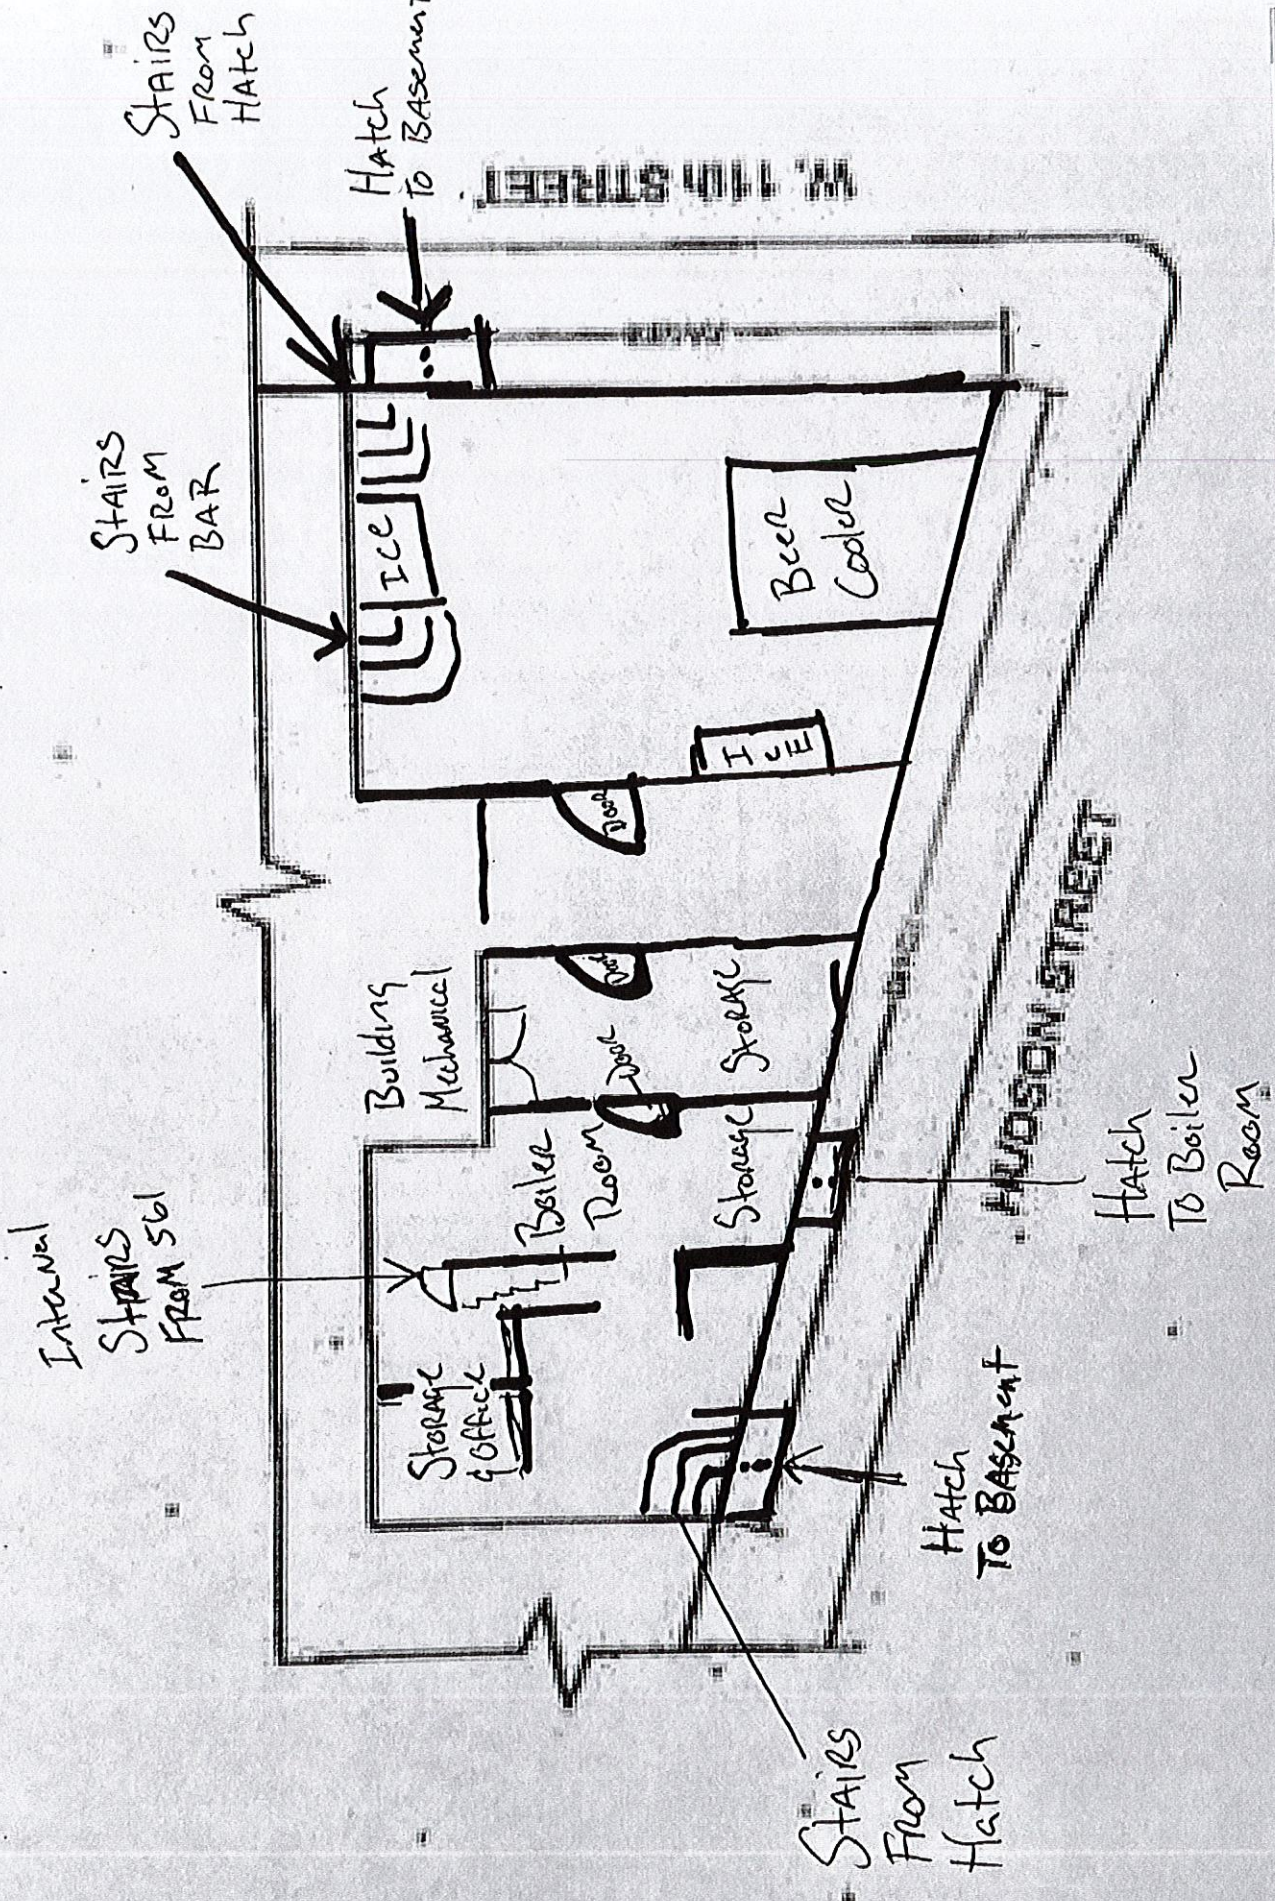 Stairs
From
Hatch
Hatch
To Basement
W. 11th STREET
Stairs
From
Bar
ICE
Beer
Cooler
ICE
Door
Building
Mechanical
Door
Storage
Door
Boiler
Room
Storage
HUDSON STREET
Hatch
To Boiler
Room
Internal
Stairs
From 561
Storage
& Office
Hatch
To Basement
Stairs
From
Hatch